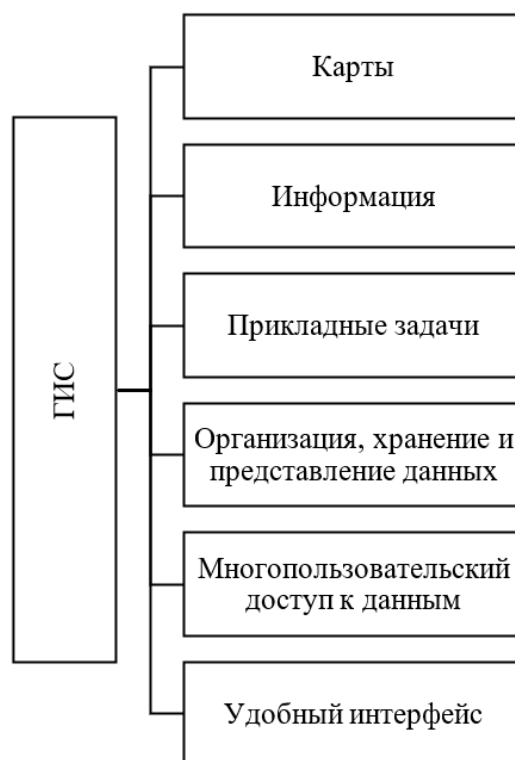 Карты
Информация
Прикладные задачи
ГИС
Организация, хранение и
представление данных
Многопользовательский
доступ к данным
Удобный интерфейс